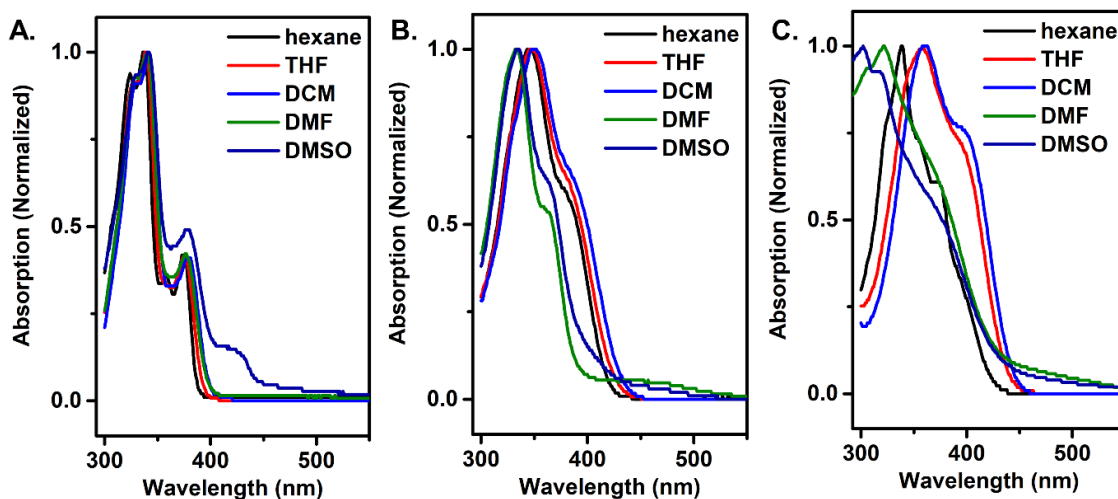 A.
hexane
THF
DCM
DMF
DMSO
1.0
0.5
0.0
Absorption (Normalized)
300 400 500
Wavelength (nm)
B.
hexane
THF
DCM
DMF
DMSO
1.0
0.5
0.0
Absorption (Normalized)
300 400 500
Wavelength (nm)
C.
hexane
THF
DCM
DMF
DMSO
1.0
0.5
0.0
Absorption (Normalized)
300 400 500
Wavelength (nm)